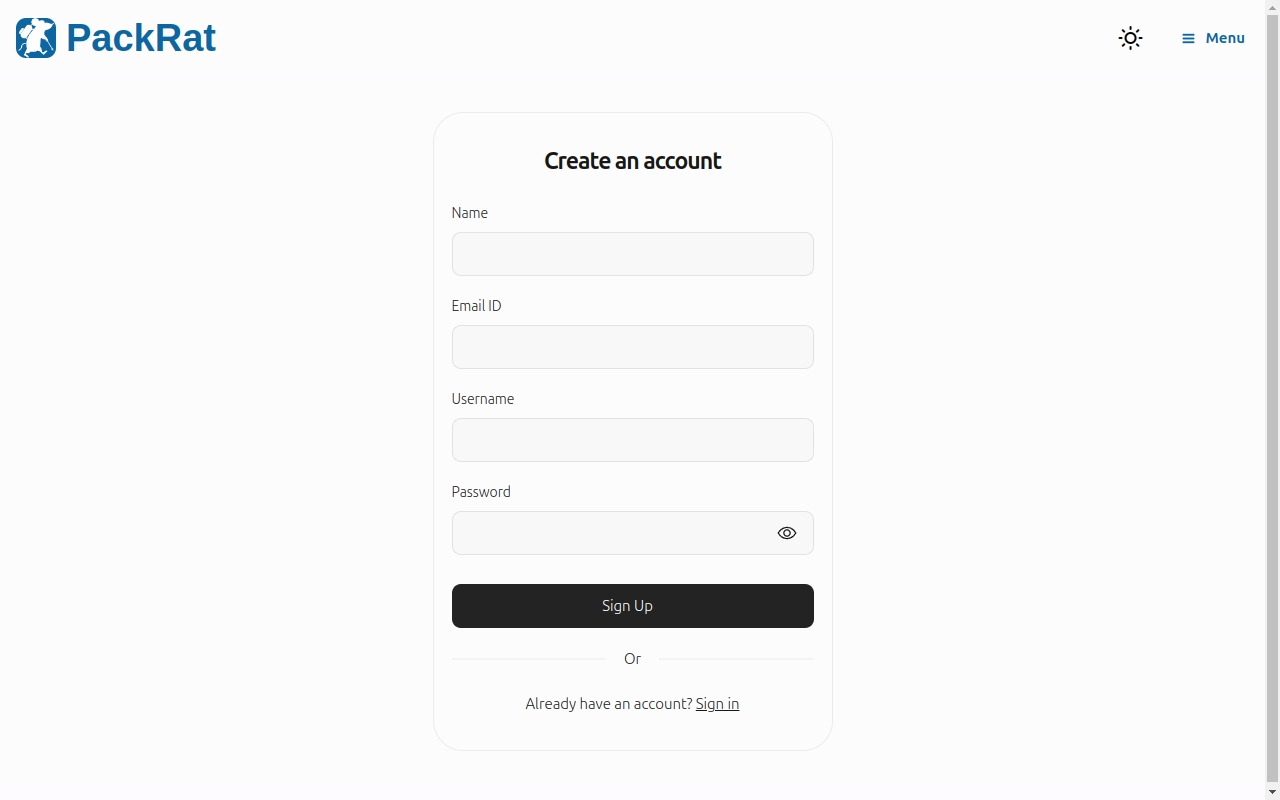 PackRat
Menu
Create an account
Name
Email ID
Username
Password
Sign Up
Or
Already have an account? Sign in